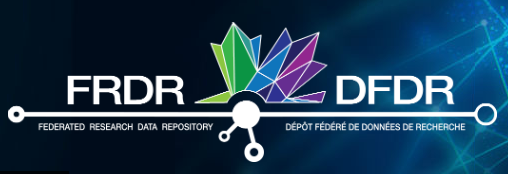 FRDR DFDR
FEDERATED RESEARCH DATA REPOSITORY DÉPÔT FÉDÉRÉ DE DONNÉES DE RECHERCHE